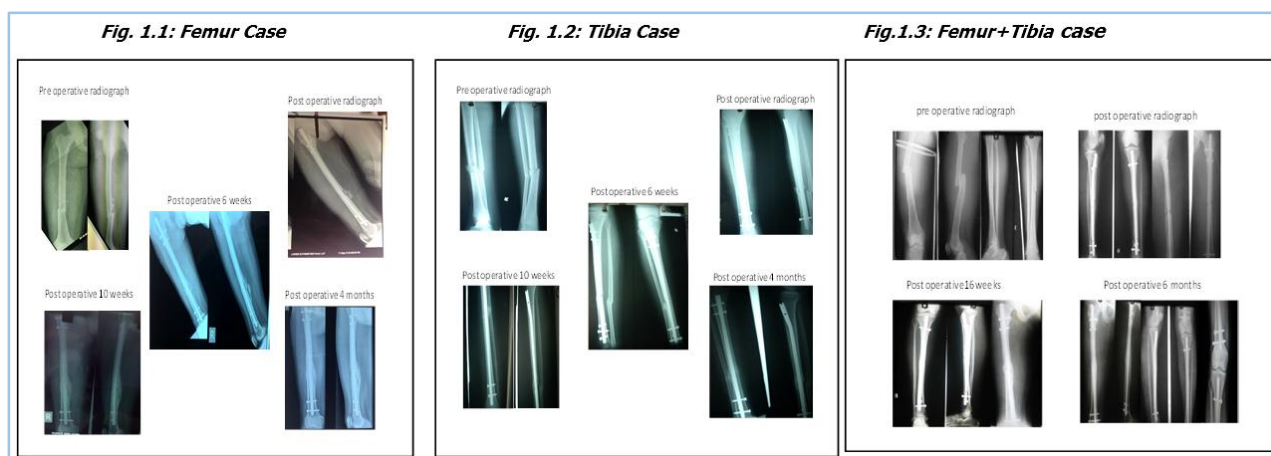 Fig. 1.1: Femur Case
Pre operative radiograph
Post operative radiograph
Post operative 6 weeks
Post operative 10 weeks
Post operative 4 months
R
Fig. 1.2: Tibia Case
Pre operative radiograph
Post operative radiograph
Post operative 6 weeks
Post operative 10 weeks
Post operative 4 months
Fig.1.3: Femur+Tibia case
pre operative radiograph
post operative radiograph
Post operative 16 weeks
Post operative 6 months